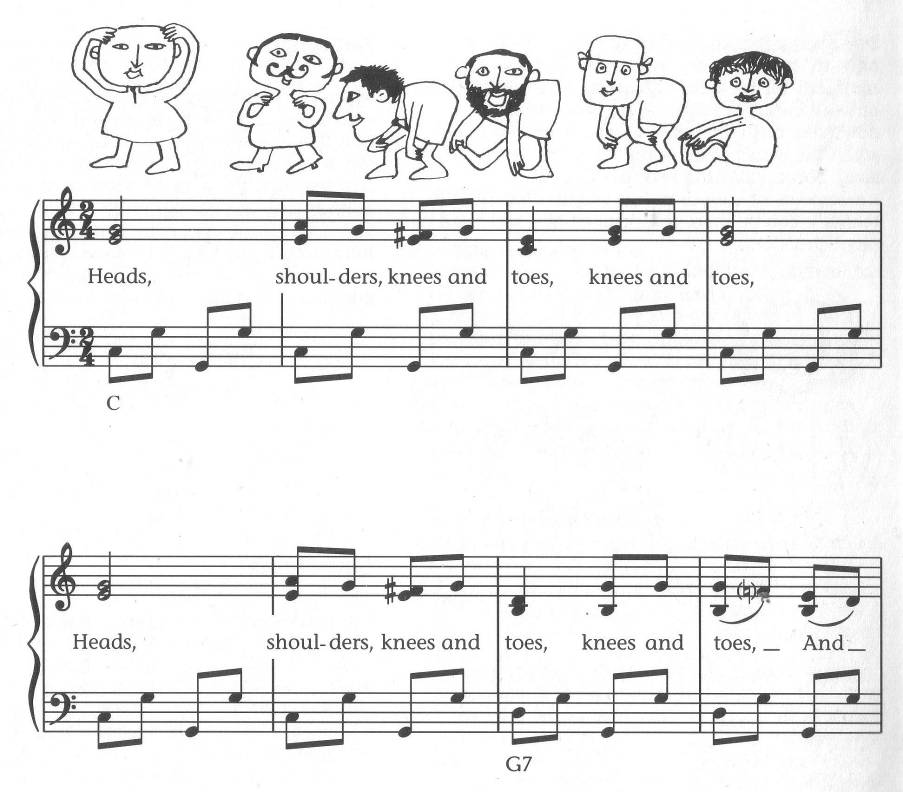 Heads, shoul-ders, knees and toes, knees and toes,
C
Heads, shoul-ders, knees and toes, knees and toes, _ And _
G7